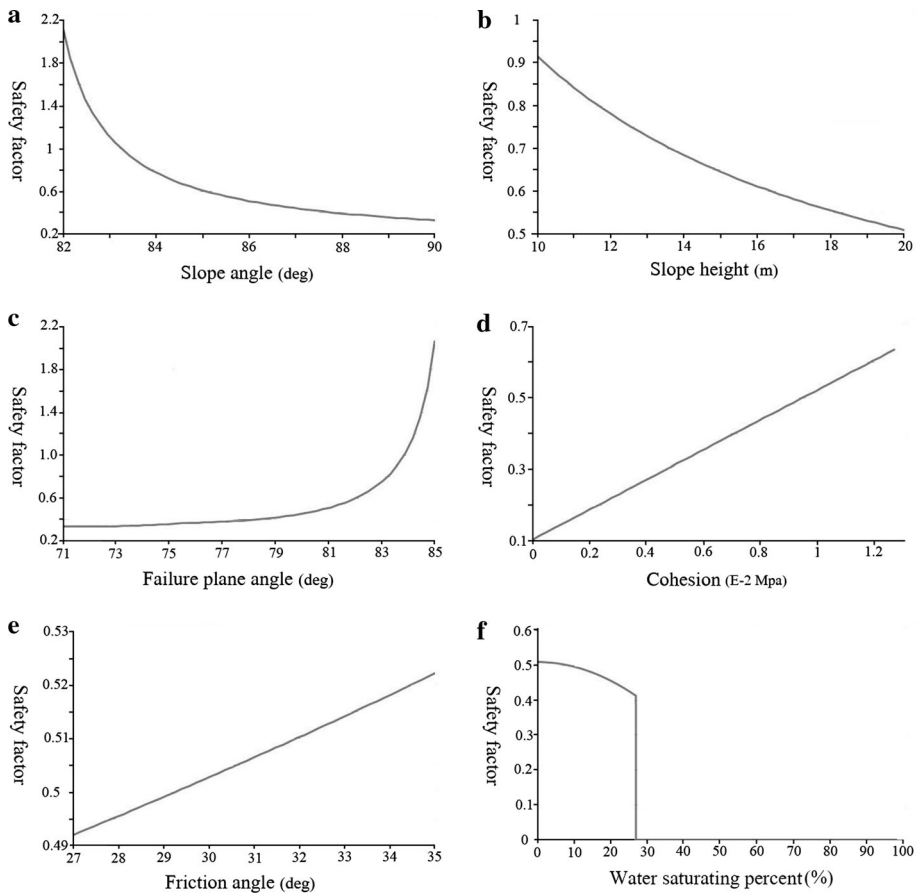 a
Safety factor
2.2
1.8
1.4
1
0.6
0.2
82 84 86 88 90
Slope angle (deg)
b
Safety factor
1
0.9
0.8
0.7
0.6
0.5
10 12 14 16 18 20
Slope height (m)
c
Safety factor
2.2
1.8
1.4
1.0
0.6
0.2
71 73 75 77 79 81 83 85
Failure plane angle (deg)
d
Safety factor
0.7
0.5
0.3
0.1
0 0.2 0.4 0.6 0.8 1 1.2
Cohesion (E-2 Mpa)
e
Safety factor
0.53
0.52
0.51
0.5
0.49
27 28 29 30 31 32 33 34 35
Friction angle (deg)
f
Safety factor
0.6
0.5
0.4
0.3
0.2
0.1
0
0 10 20 30 40 50 60 70 80 90 100
Water saturating percent (%)